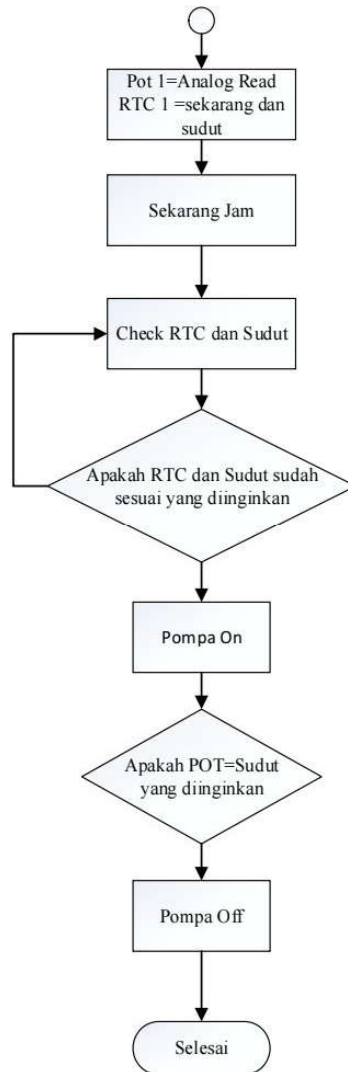 Pot 1=Analog Read
RTC 1 =sekarang dan
sudut
Sekarang Jam
Check RTC dan Sudut
Apakah RTC dan Sudut sudah
sesuai yang diinginkan
Pompa On
Apakah POT=Sudut
yang diinginkan
Pompa Off
Selesai